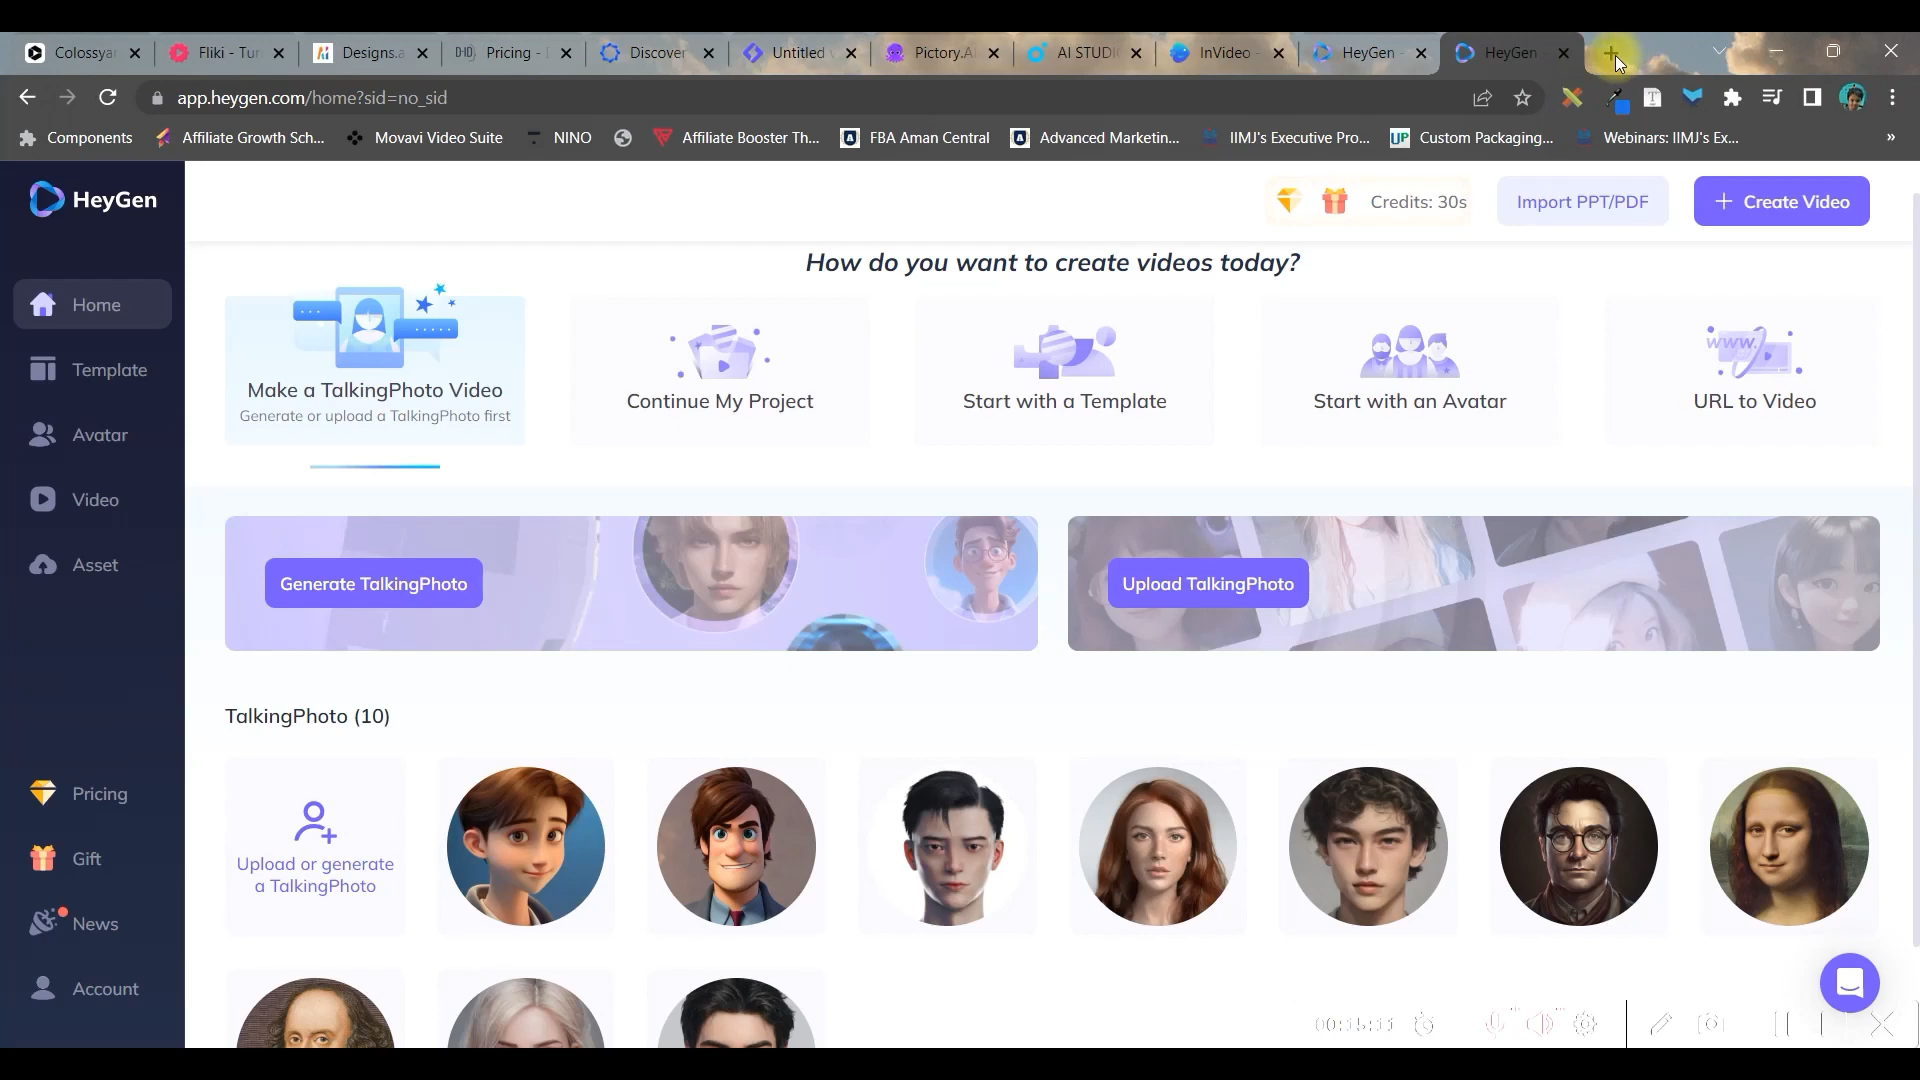 Colossya
Fliki - Tur
Designs.a
D-ID Pricing -
Discover
Untitled
Pictory.A
AI STUDI
InVideo -
HeyGen -
HeyGen
app.heygen.com/home?sid=no_sid
Components
Affiliate Growth Sch...
Movavi Video Suite
NINO
Affiliate Booster Th...
FBA Aman Central
Advanced Marketin...
IIMJ's Executive Pro...
UP Custom Packaging...
Webinars: IIMJ's Ex...
»
HeyGen
Credits: 30s
Import PPT/PDF
+ Create Video
Home
Template
Avatar
Video
Asset
Pricing
Gift
News
Account
How do you want to create videos today?
Make a TalkingPhoto Video
Generate or upload a TalkingPhoto first
Continue My Project
Start with a Template
Start with an Avatar
www.
URL to Video
Generate TalkingPhoto
Upload TalkingPhoto
TalkingPhoto (10)
Upload or generate
a TalkingPhoto